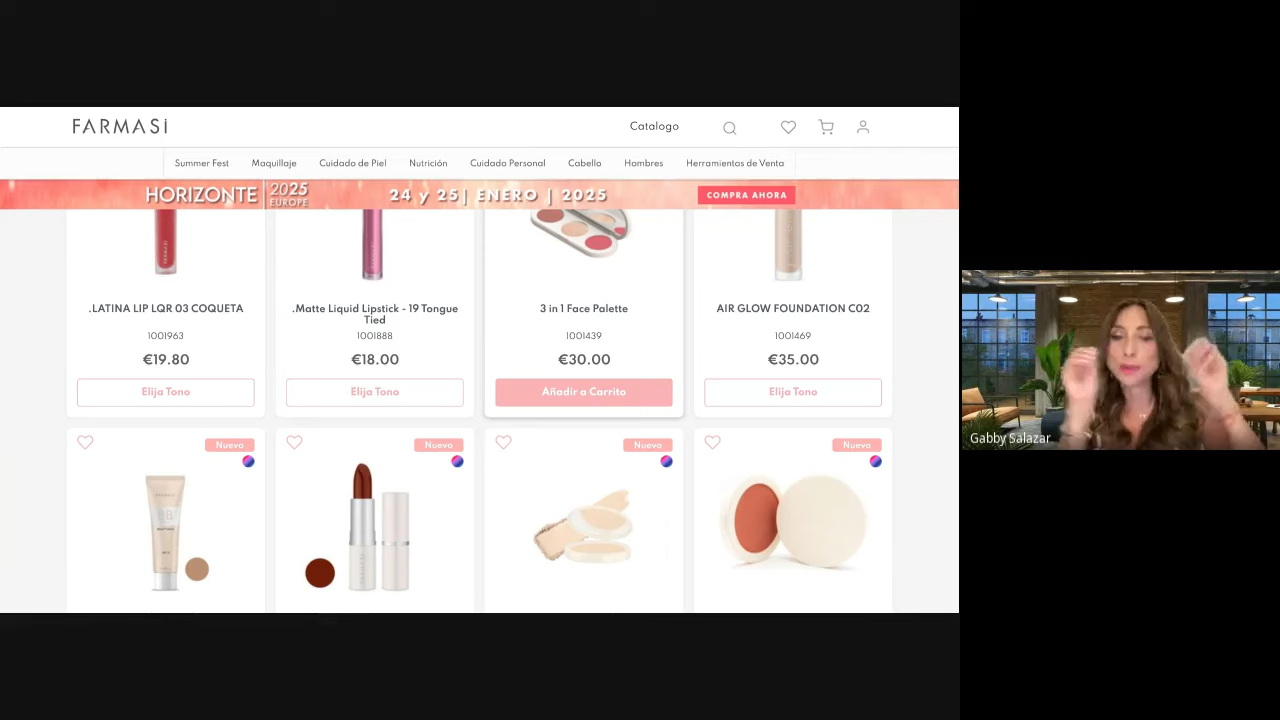 FARMASİ
Catalogo
Summer Fest Maquillaje Cuidado de Piel Nutrición Cuidado Personal Cabello Hombres Herramientos de Venta
HORIZONTE 2025 EUROPE 24 y 25| ENERO | 2025 COMPRA AHORA
.LATINA LIP LQR 03 COQUETA
1001963
€19.80
Elija Tono
.Matte Liquid Lipstick - 19 Tongue
Tied
1001888
€18.00
Elija Tono
3 in 1 Face Palette
1001439
€30.00
Añadir a Carrito
AIR GLOW FOUNDATION C02
1001469
€35.00
Elija Tono
Nuevo
Nuevo
Nuevo
Nuevo
BB
Gabby Salazar